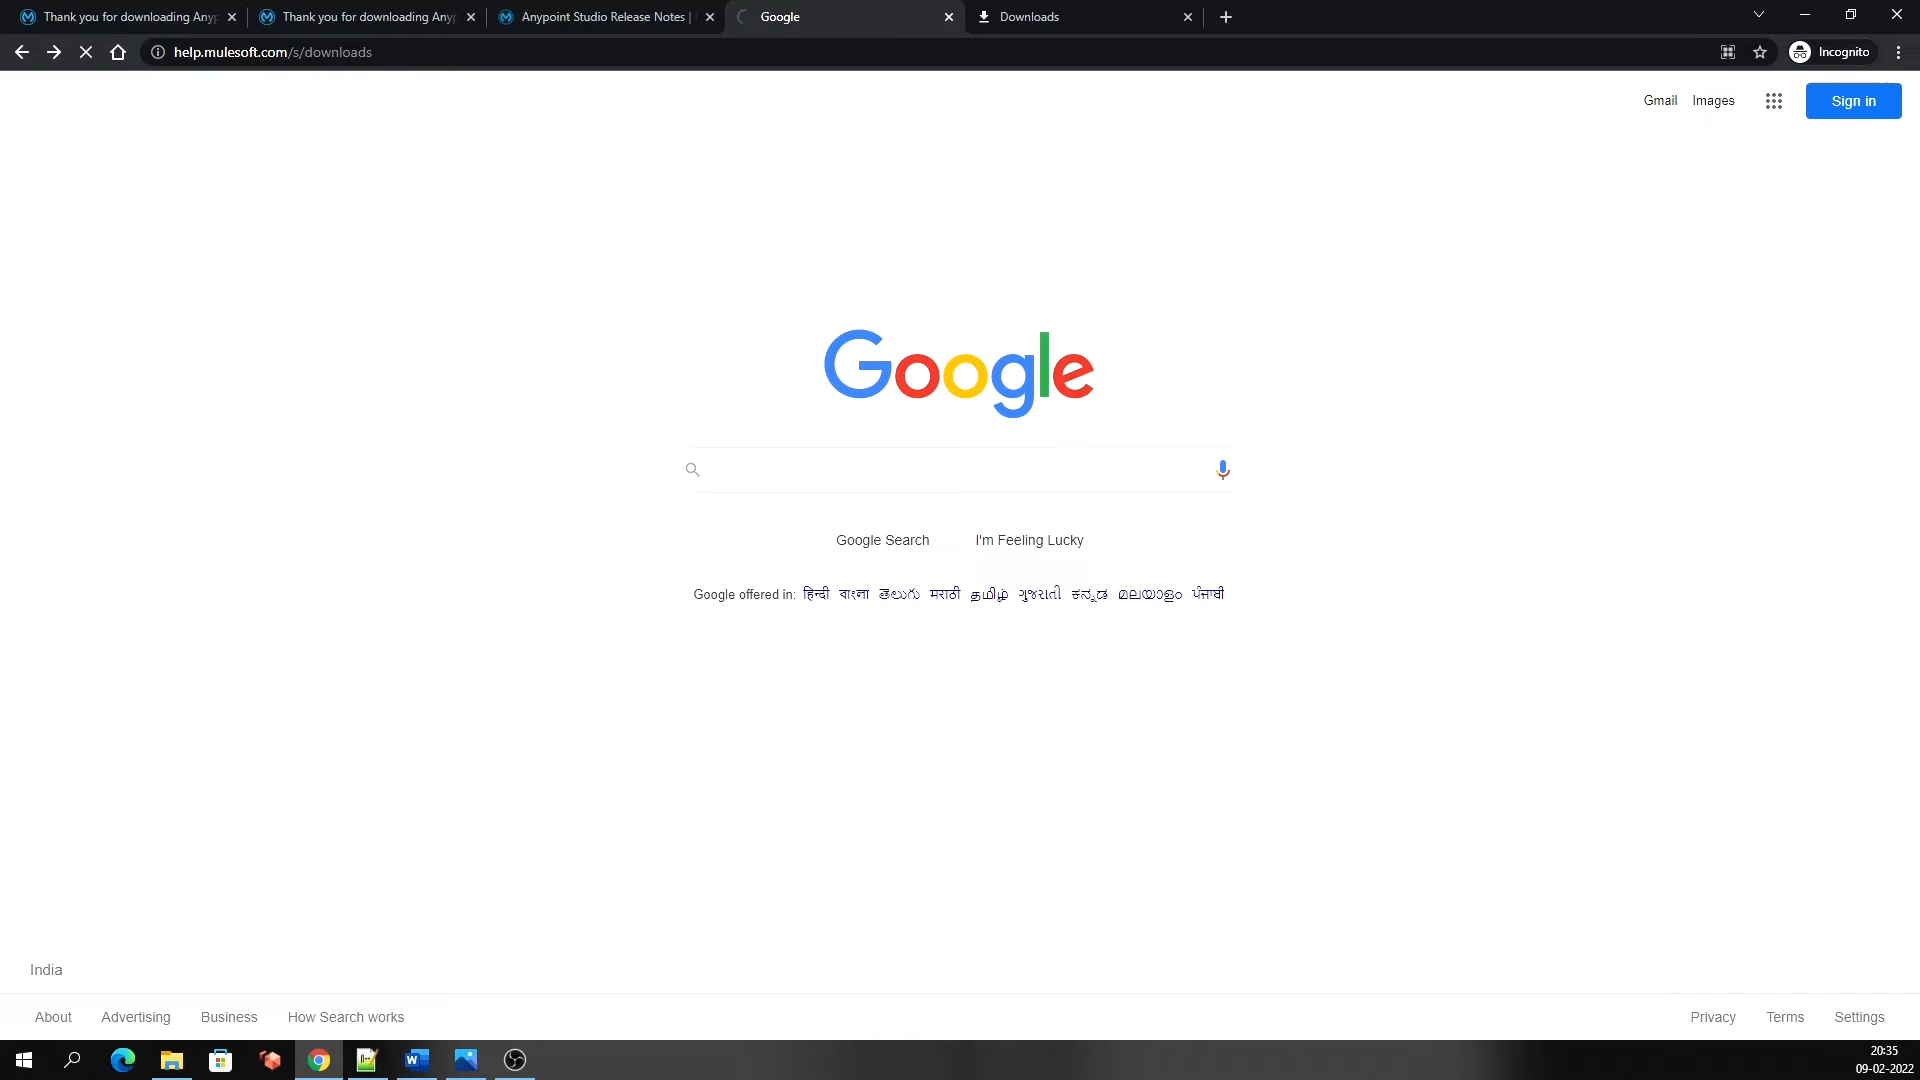 Thank you for downloading Anyp
Thank you for downloading Anyp
Anypoint Studio Release Notes |
Google
Downloads
help.mulesoft.com/s/downloads
Incognito
Gmail
Images
Sign in
Google
Google Search
I'm Feeling Lucky
Google offered in: हिन्दी বাংলা తెలుగు मराठी தமிழ் ગુજરાતી ಕನ್ನಡ മലയാളം ਪੰਜਾਬੀ
India
About
Advertising
Business
How Search works
Privacy
Terms
Settings
20:35
09-02-2022